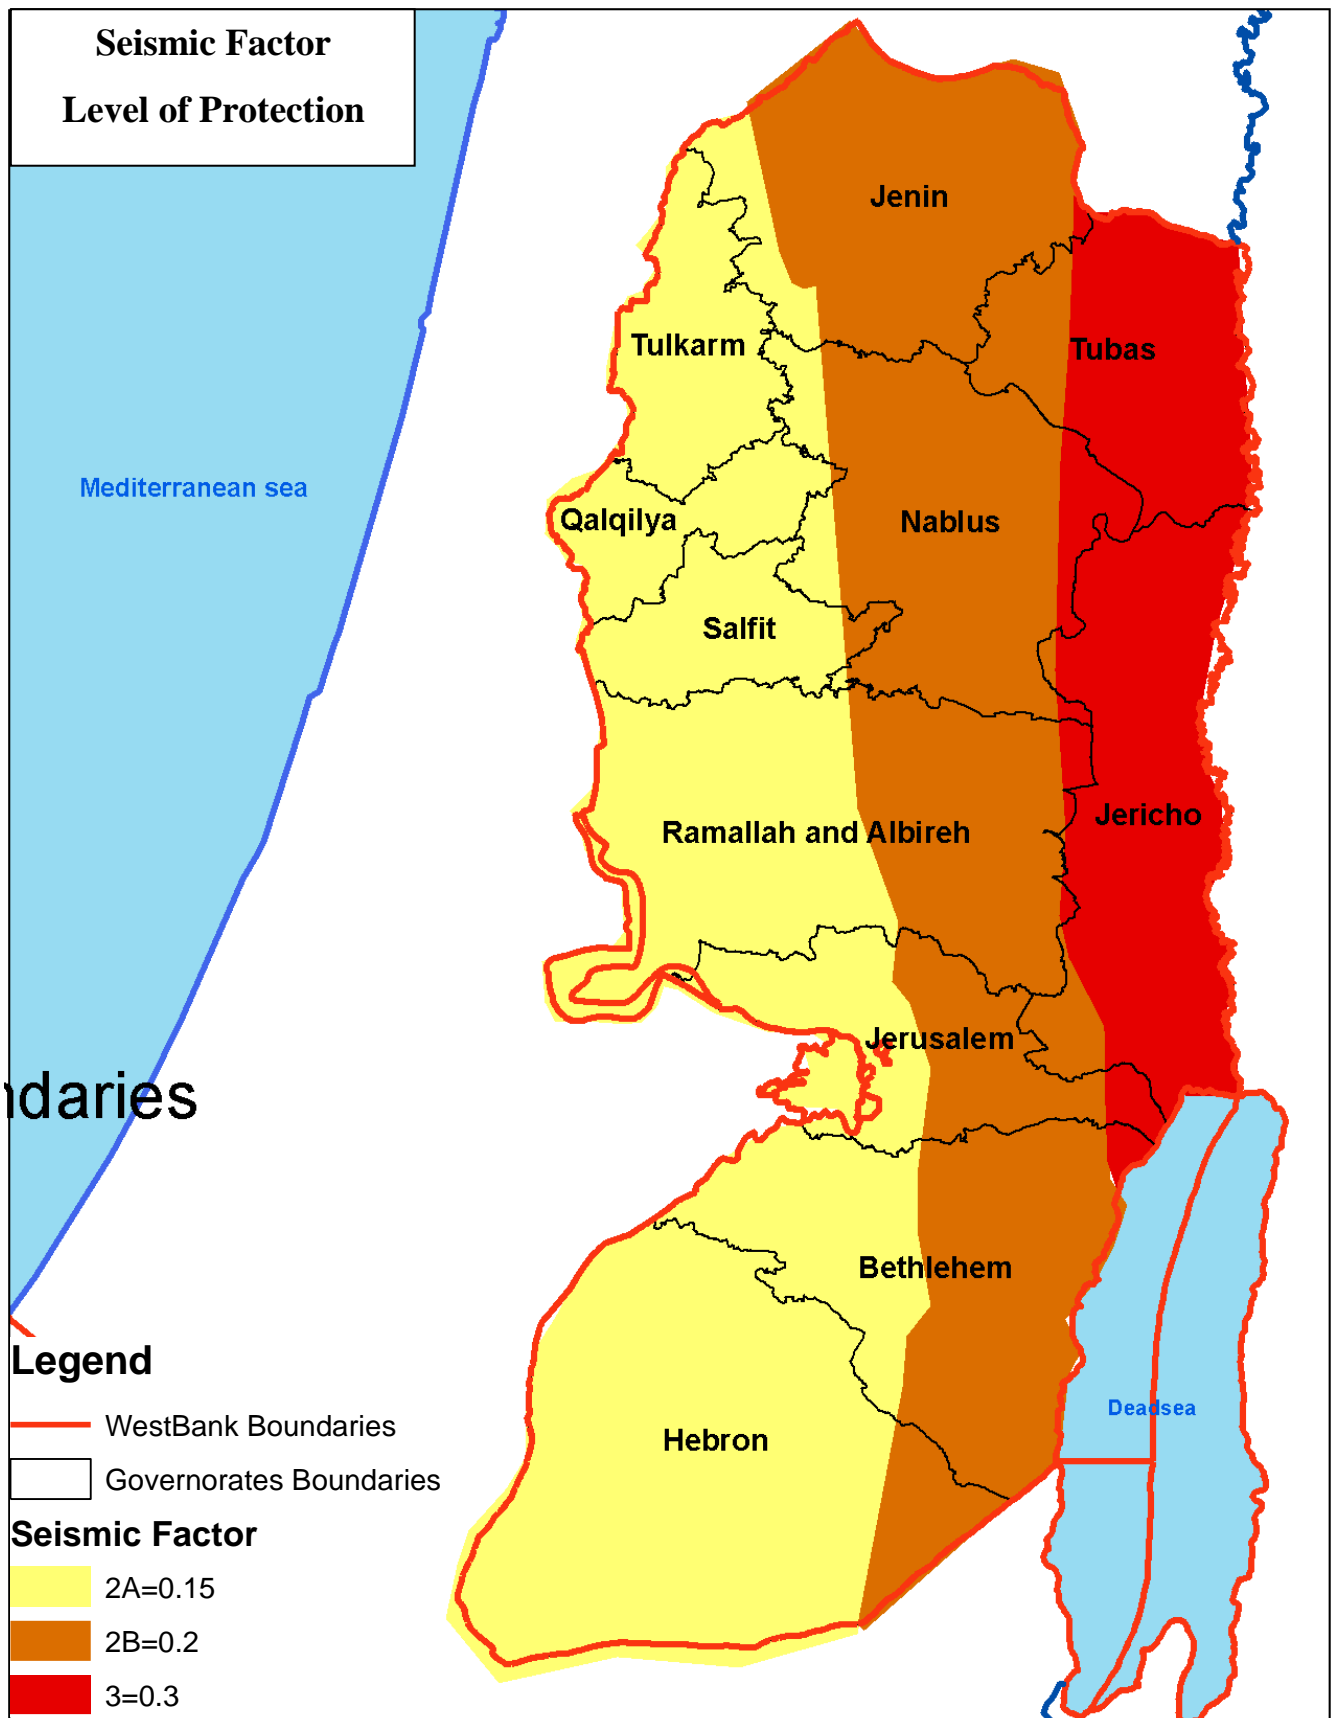 Seismic Factor
Level of Protection
Jenin
Tulkarm
Tubas
Mediterranean sea
Qalqilya
Nablus
Salfit
Jericho
Ramallah and Albireh
Jerusalem
ndaries
Bethlehem
Legend
WestBank Boundaries
Deadsea
Hebron
Governorates Boundaries
Seismic Factor
2A=0.15
2B=0.2
3=0.3